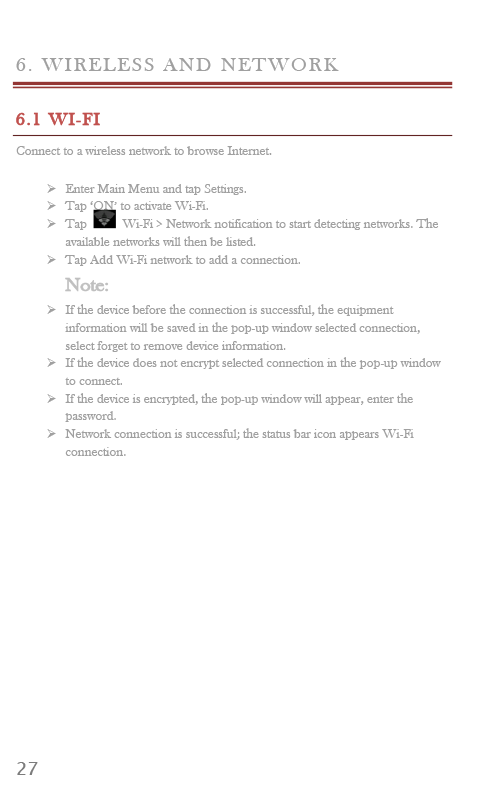 6. WIRELESS AND NETWORK
6.1 WI-FI
Connect to a wireless network to browse Internet.
➢ Enter Main Menu and tap Settings.
➢ Tap ‘ON’ to activate Wi-Fi.
➢ Tap Wi-Fi > Network notification to start detecting networks. The
available networks will then be listed.
➢ Tap Add Wi-Fi network to add a connection.
Note:
➢ If the device before the connection is successful, the equipment
information will be saved in the pop-up window selected connection,
select forget to remove device information.
➢ If the device does not encrypt selected connection in the pop-up window
to connect.
➢ If the device is encrypted, the pop-up window will appear, enter the
password.
➢ Network connection is successful; the status bar icon appears Wi-Fi
connection.
27